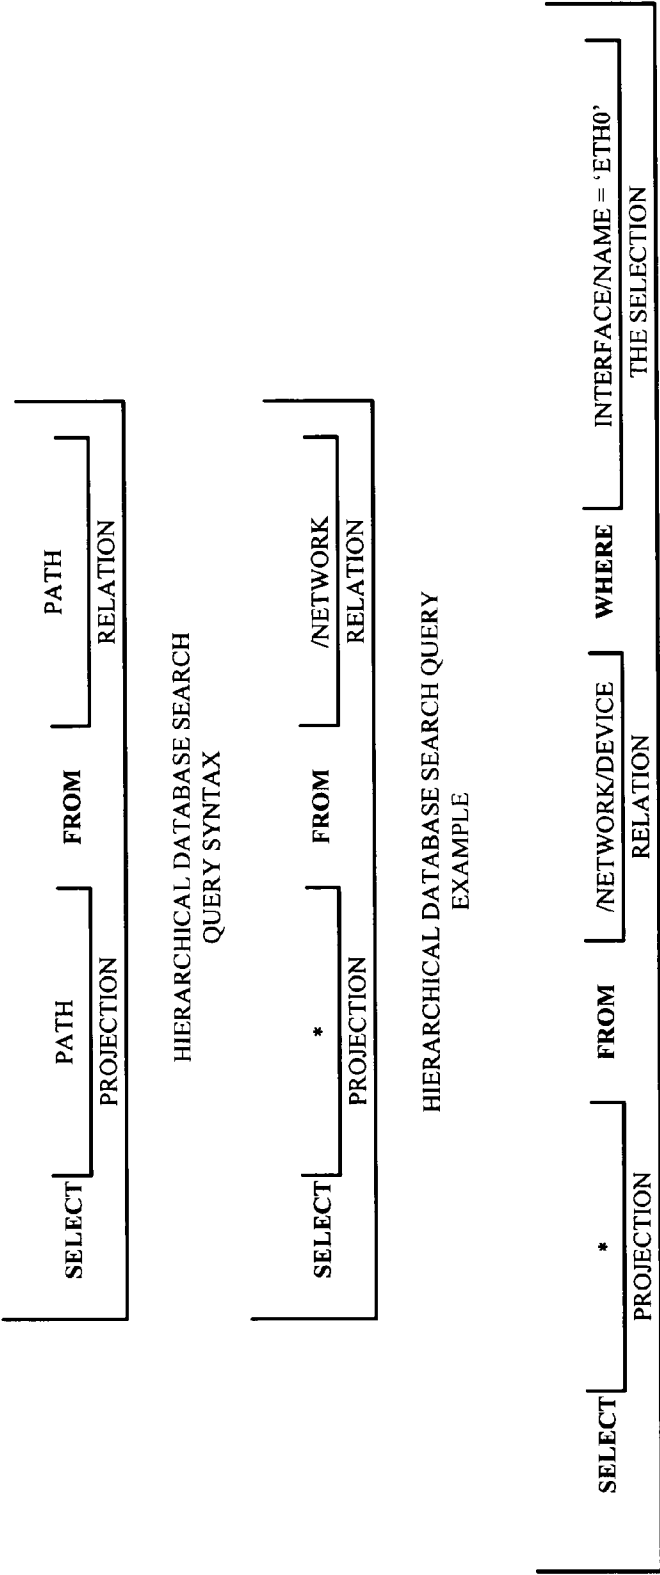 SELECT PATH FROM PATH
PROJECTION RELATION
HIERARCHICAL DATABASE SEARCH
QUERY SYNTAX
SELECT * FROM /NETWORK
PROJECTION RELATION
HIERARCHICAL DATABASE SEARCH QUERY
EXAMPLE
SELECT * FROM /NETWORK/DEVICE WHERE INTERFACE/NAME = ‘ETH0’
PROJECTION RELATION THE SELECTION